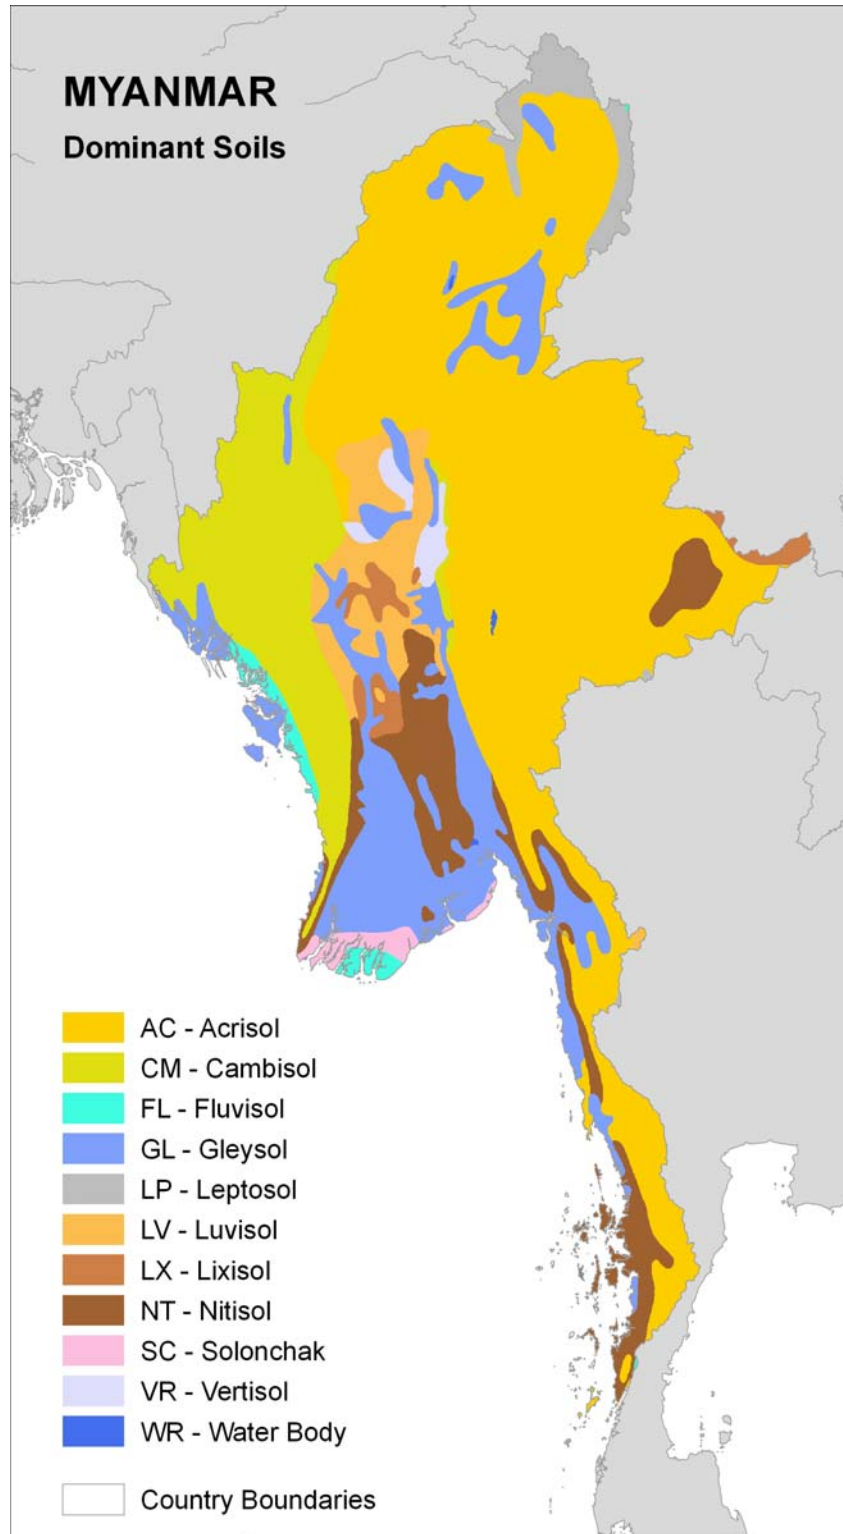 MYANMAR
Dominant Soils
AC - Acrisol
CM - Cambisol
FL - Fluvisol
GL - Gleysol
LP - Leptosol
LV - Luvisol
LX - Lixisol
NT - Nitisol
SC - Solonchak
VR - Vertisol
WR - Water Body
Country Boundaries